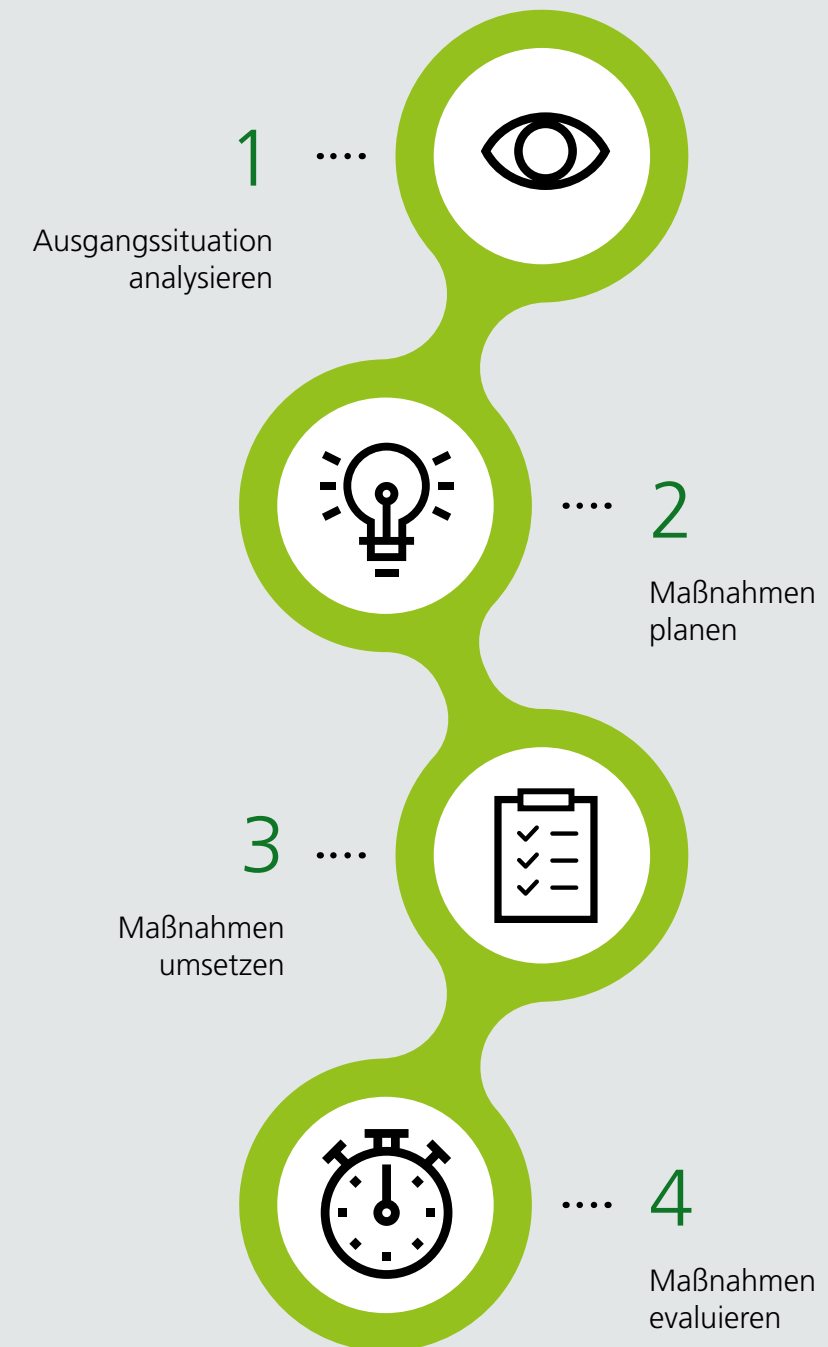 1
Ausgangssituation
analysieren
2
Maßnahmen
planen
3
Maßnahmen
umsetzen
4
Maßnahmen
evaluieren